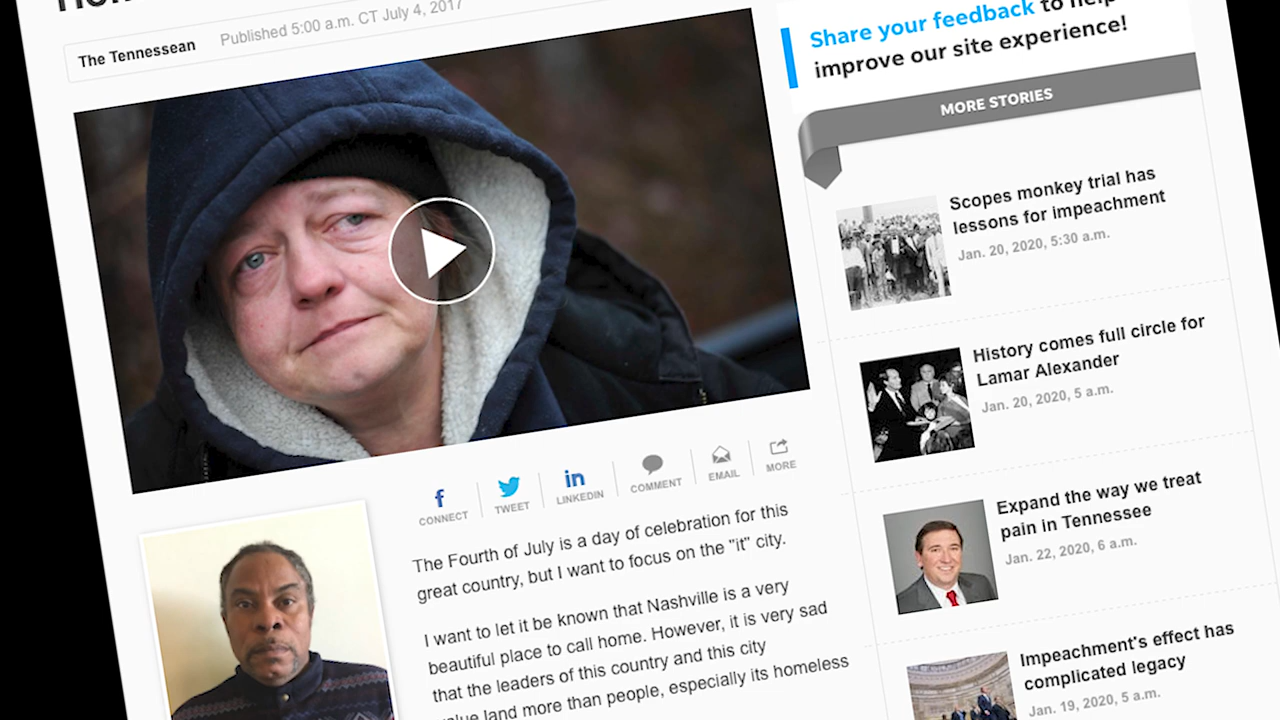 The Tennessean
Published 5:00 a.m. CT July 4, 2017
CONNECT
TWEET
LINKEDIN
COMMENT
EMAIL
MORE
The Fourth of July is a day of celebration for this
great country, but I want to focus on the "it" city.
I want to let it be known that Nashville is a very
beautiful place to call home. However, it is very sad
that the leaders of this country and this city
land more than people, especially its homeless
Share your feedback to help
improve our site experience!
MORE STORIES
Scopes monkey trial has
lessons for impeachment
Jan. 20, 2020, 5:30 a.m.
History comes full circle for
Lamar Alexander
Jan. 20, 2020, 5 a.m.
Expand the way we treat
pain in Tennessee
Jan. 22, 2020, 6 a.m.
Impeachment's effect has
complicated legacy
Jan. 19, 2020, 5 a.m.